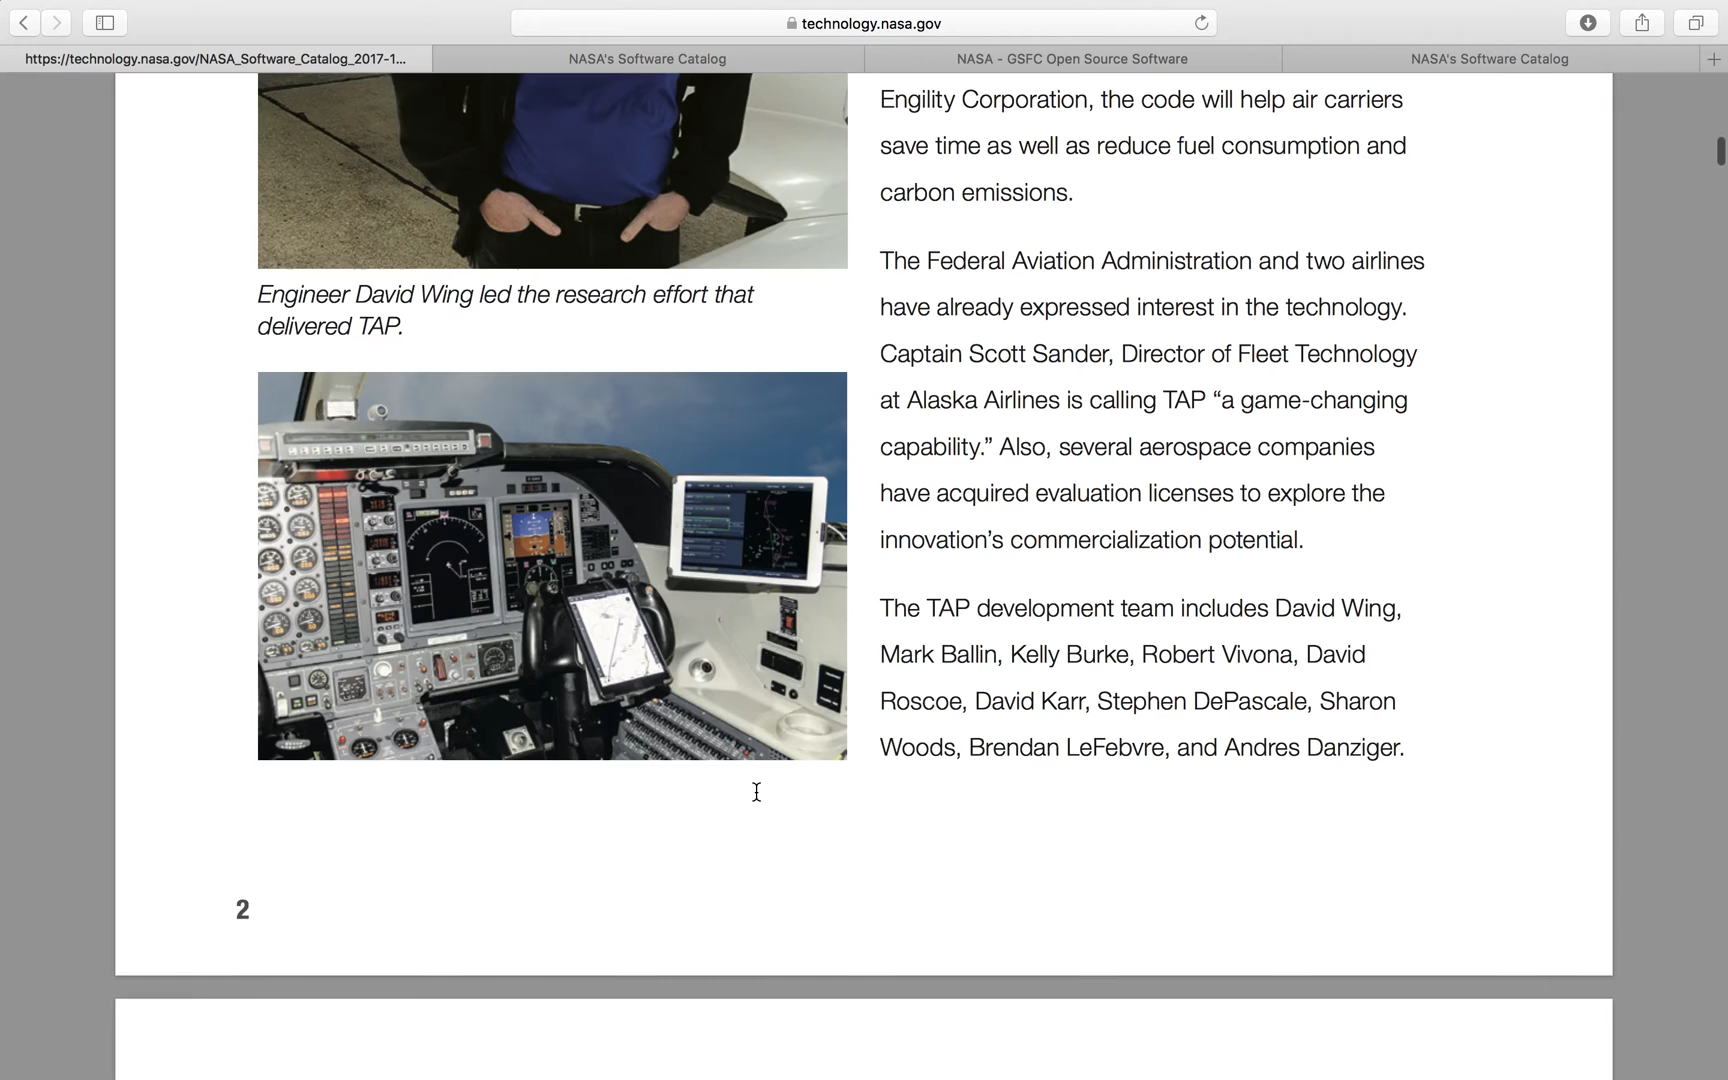 technology.nasa.gov
https://technology.nasa.gov/NASA_Software_Catalog_2017-1...
NASA's Software Catalog
NASA - GSFC Open Source Software
NASA's Software Catalog
Engineer David Wing led the research effort that
delivered TAP.
Engility Corporation, the code will help air carriers
save time as well as reduce fuel consumption and
carbon emissions.
The Federal Aviation Administration and two airlines
have already expressed interest in the technology.
Captain Scott Sander, Director of Fleet Technology
at Alaska Airlines is calling TAP “a game-changing
capability.” Also, several aerospace companies
have acquired evaluation licenses to explore the
innovation’s commercialization potential.
The TAP development team includes David Wing,
Mark Ballin, Kelly Burke, Robert Vivona, David
Roscoe, David Karr, Stephen DePascale, Sharon
Woods, Brendan LeFebvre, and Andres Danziger.
2